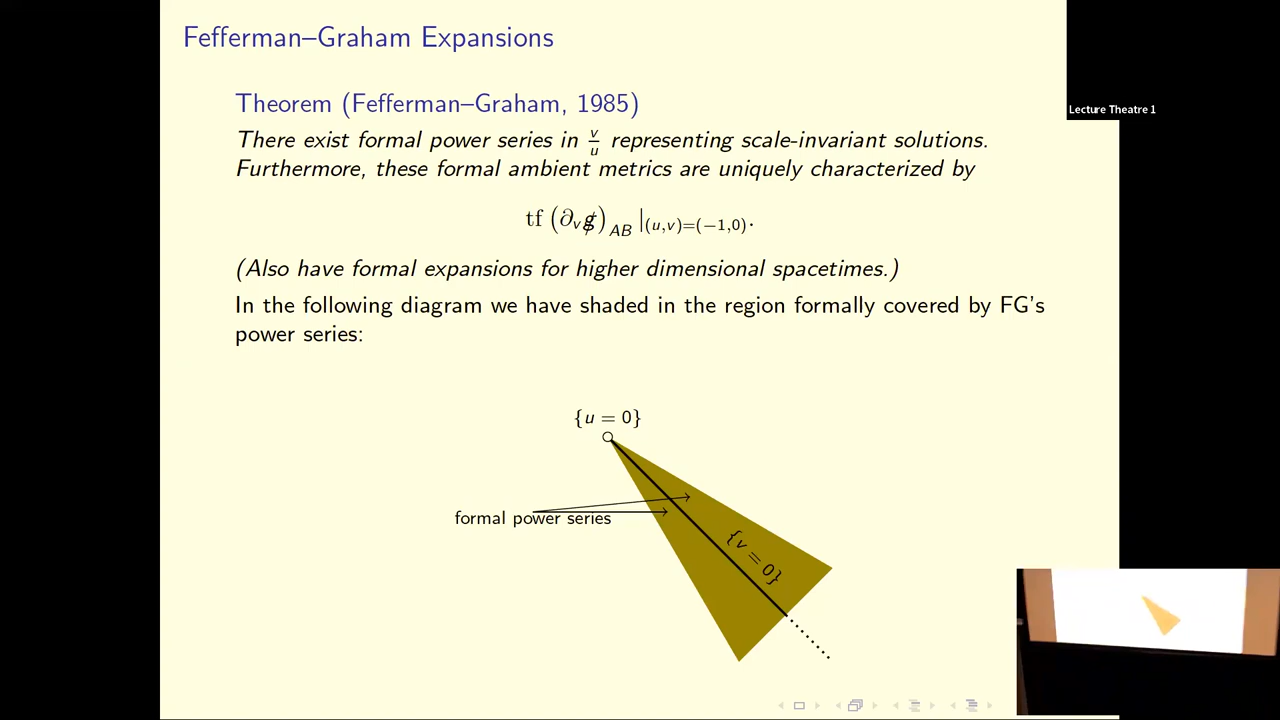 Fefferman–Graham Expansions
Theorem (Fefferman–Graham, 1985)
Lecture Theatre 1
There exist formal power series in v/u representing scale-invariant solutions.
Furthermore, these formal ambient metrics are uniquely characterized by
tf (∂_v g̸)_{AB} |_{(u,v)=(−1,0)}.
(Also have formal expansions for higher dimensional spacetimes.)
In the following diagram we have shaded in the region formally covered by FG's
power series:
{u = 0}
formal power series
{v = 0}